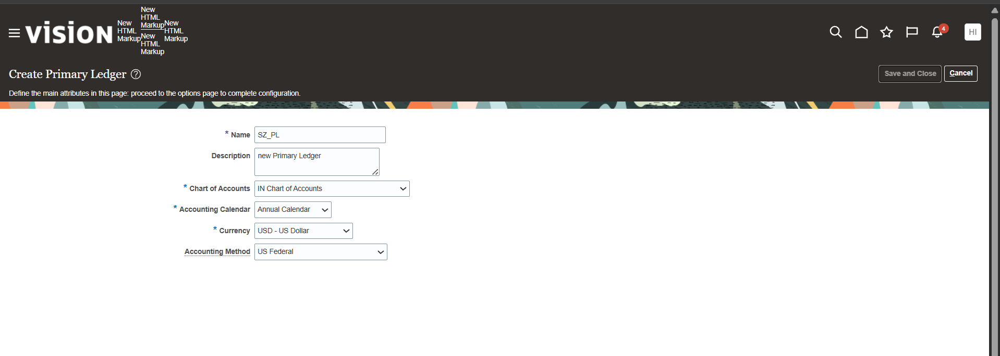 VISION
New
HTML
Markup
New
HTML
Markup
New
HTML
Markup
New
HTML
Markup
4
HI
Create Primary Ledger ?
Save and Close
Cancel
Define the main attributes in this page: proceed to the options page to complete configuration.
* Name SZ_PL
Description new Primary Ledger
* Chart of Accounts IN Chart of Accounts
* Accounting Calendar Annual Calendar
* Currency USD - US Dollar
Accounting Method US Federal